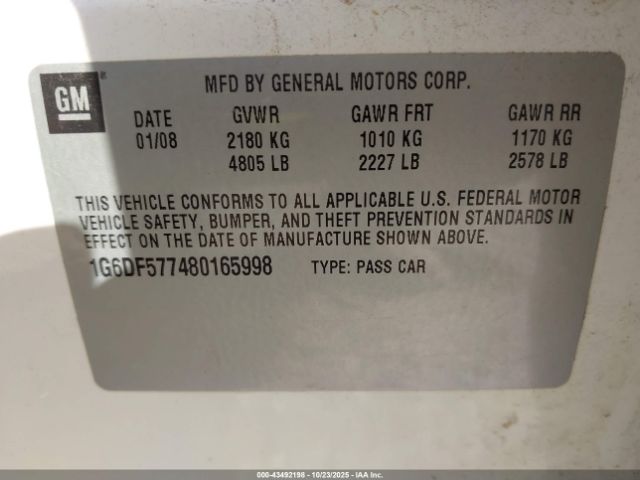 GM
MFD BY GENERAL MOTORS CORP.
DATE GVWR GAWR FRT GAWR RR
01/08 2180 KG 1010 KG 1170 KG
4805 LB 2227 LB 2578 LB
THIS VEHICLE CONFORMS TO ALL APPLICABLE U.S. FEDERAL MOTOR
VEHICLE SAFETY, BUMPER, AND THEFT PREVENTION STANDARDS IN
EFFECT ON THE DATE OF MANUFACTURE SHOWN ABOVE.
1G6DF577480165998 TYPE: PASS CAR
000-43492198 - 10/23/2025 - IAA Inc.